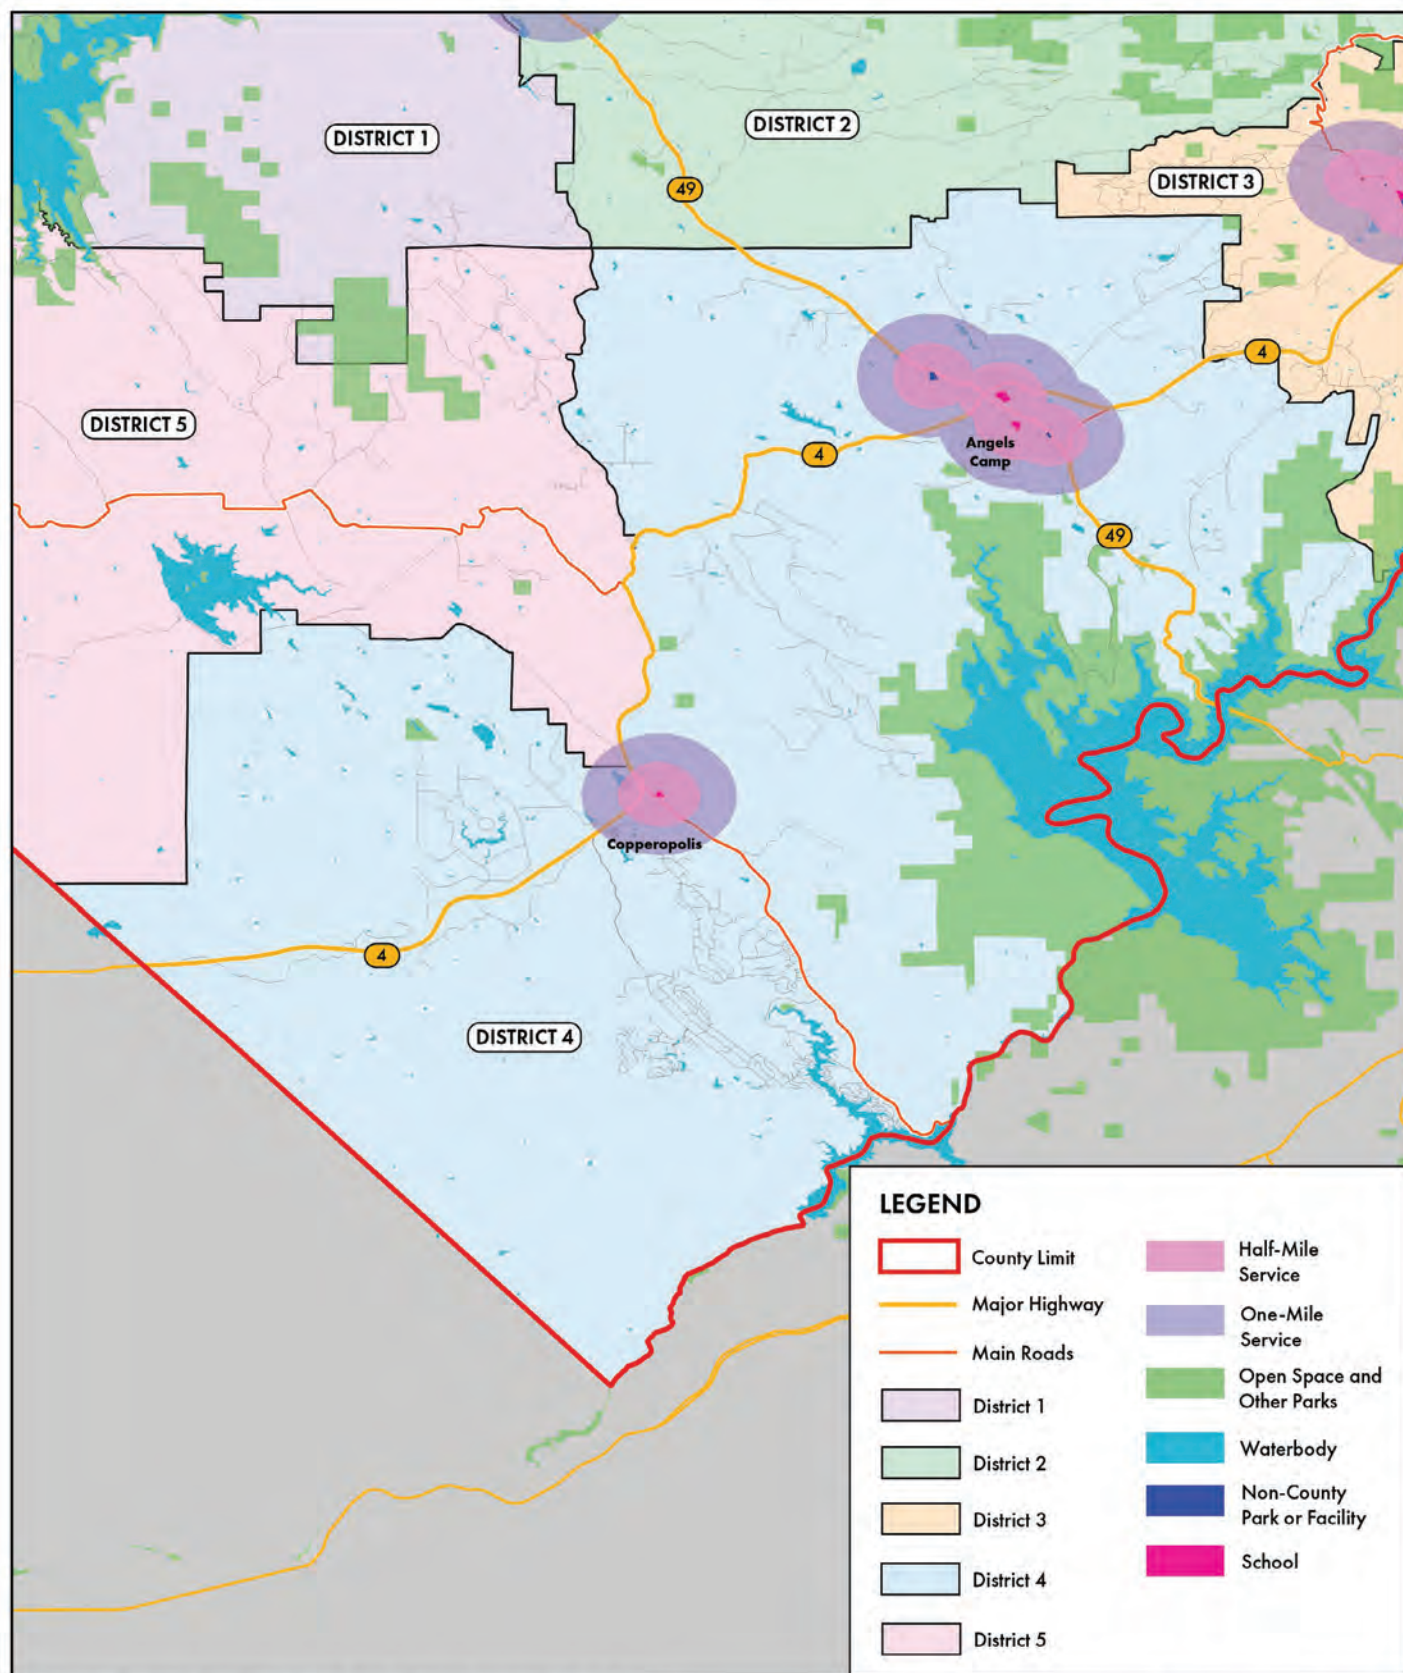 DISTRICT 1
DISTRICT 2
DISTRICT 3
49
4
DISTRICT 5
4
Angels
Camp
49
Copperopolis
4
DISTRICT 4
LEGEND
County Limit
Major Highway
Main Roads
District 1
District 2
District 3
District 4
District 5
Half-Mile
Service
One-Mile
Service
Open Space and
Other Parks
Waterbody
Non-County
Park or Facility
School